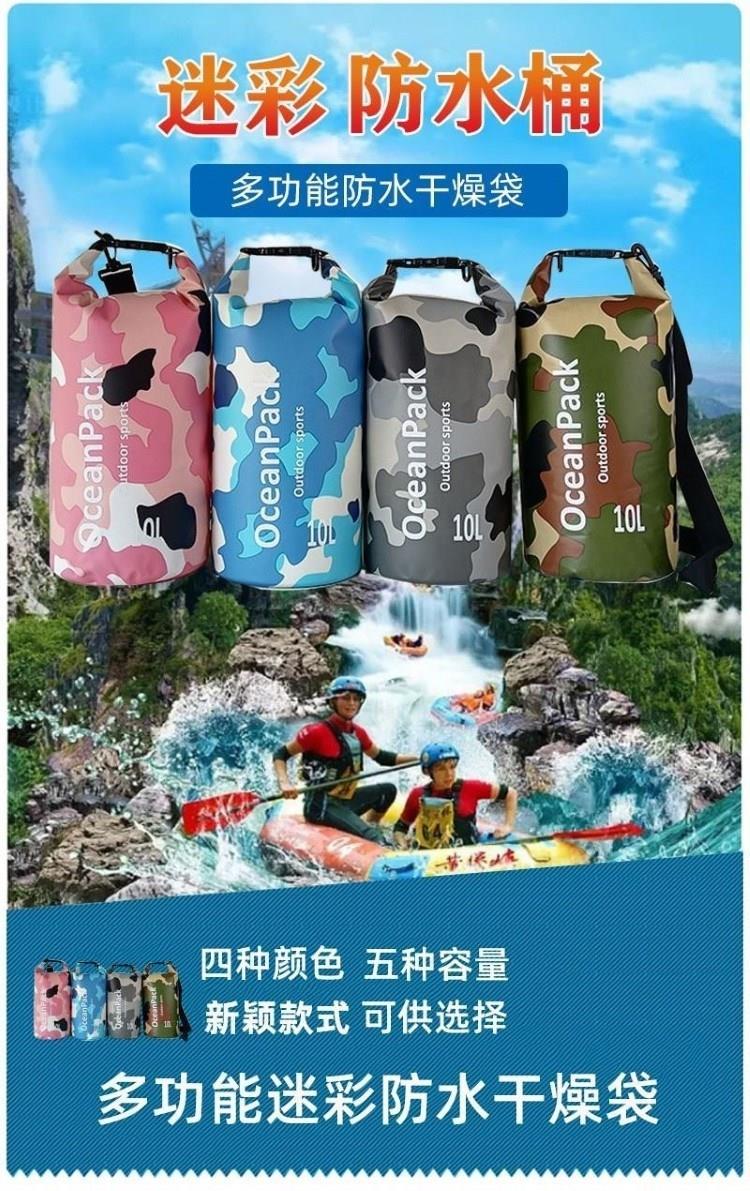 迷彩 防水桶
多功能防水干燥袋
OceanPack
Outdoor sports
OceanPack
Outdoor sports
10L
OceanPack
Outdoor sports
10L
OceanPack
Outdoor sports
10L
四种颜色 五种容量
新颖款式 可供选择
多功能迷彩防水干燥袋